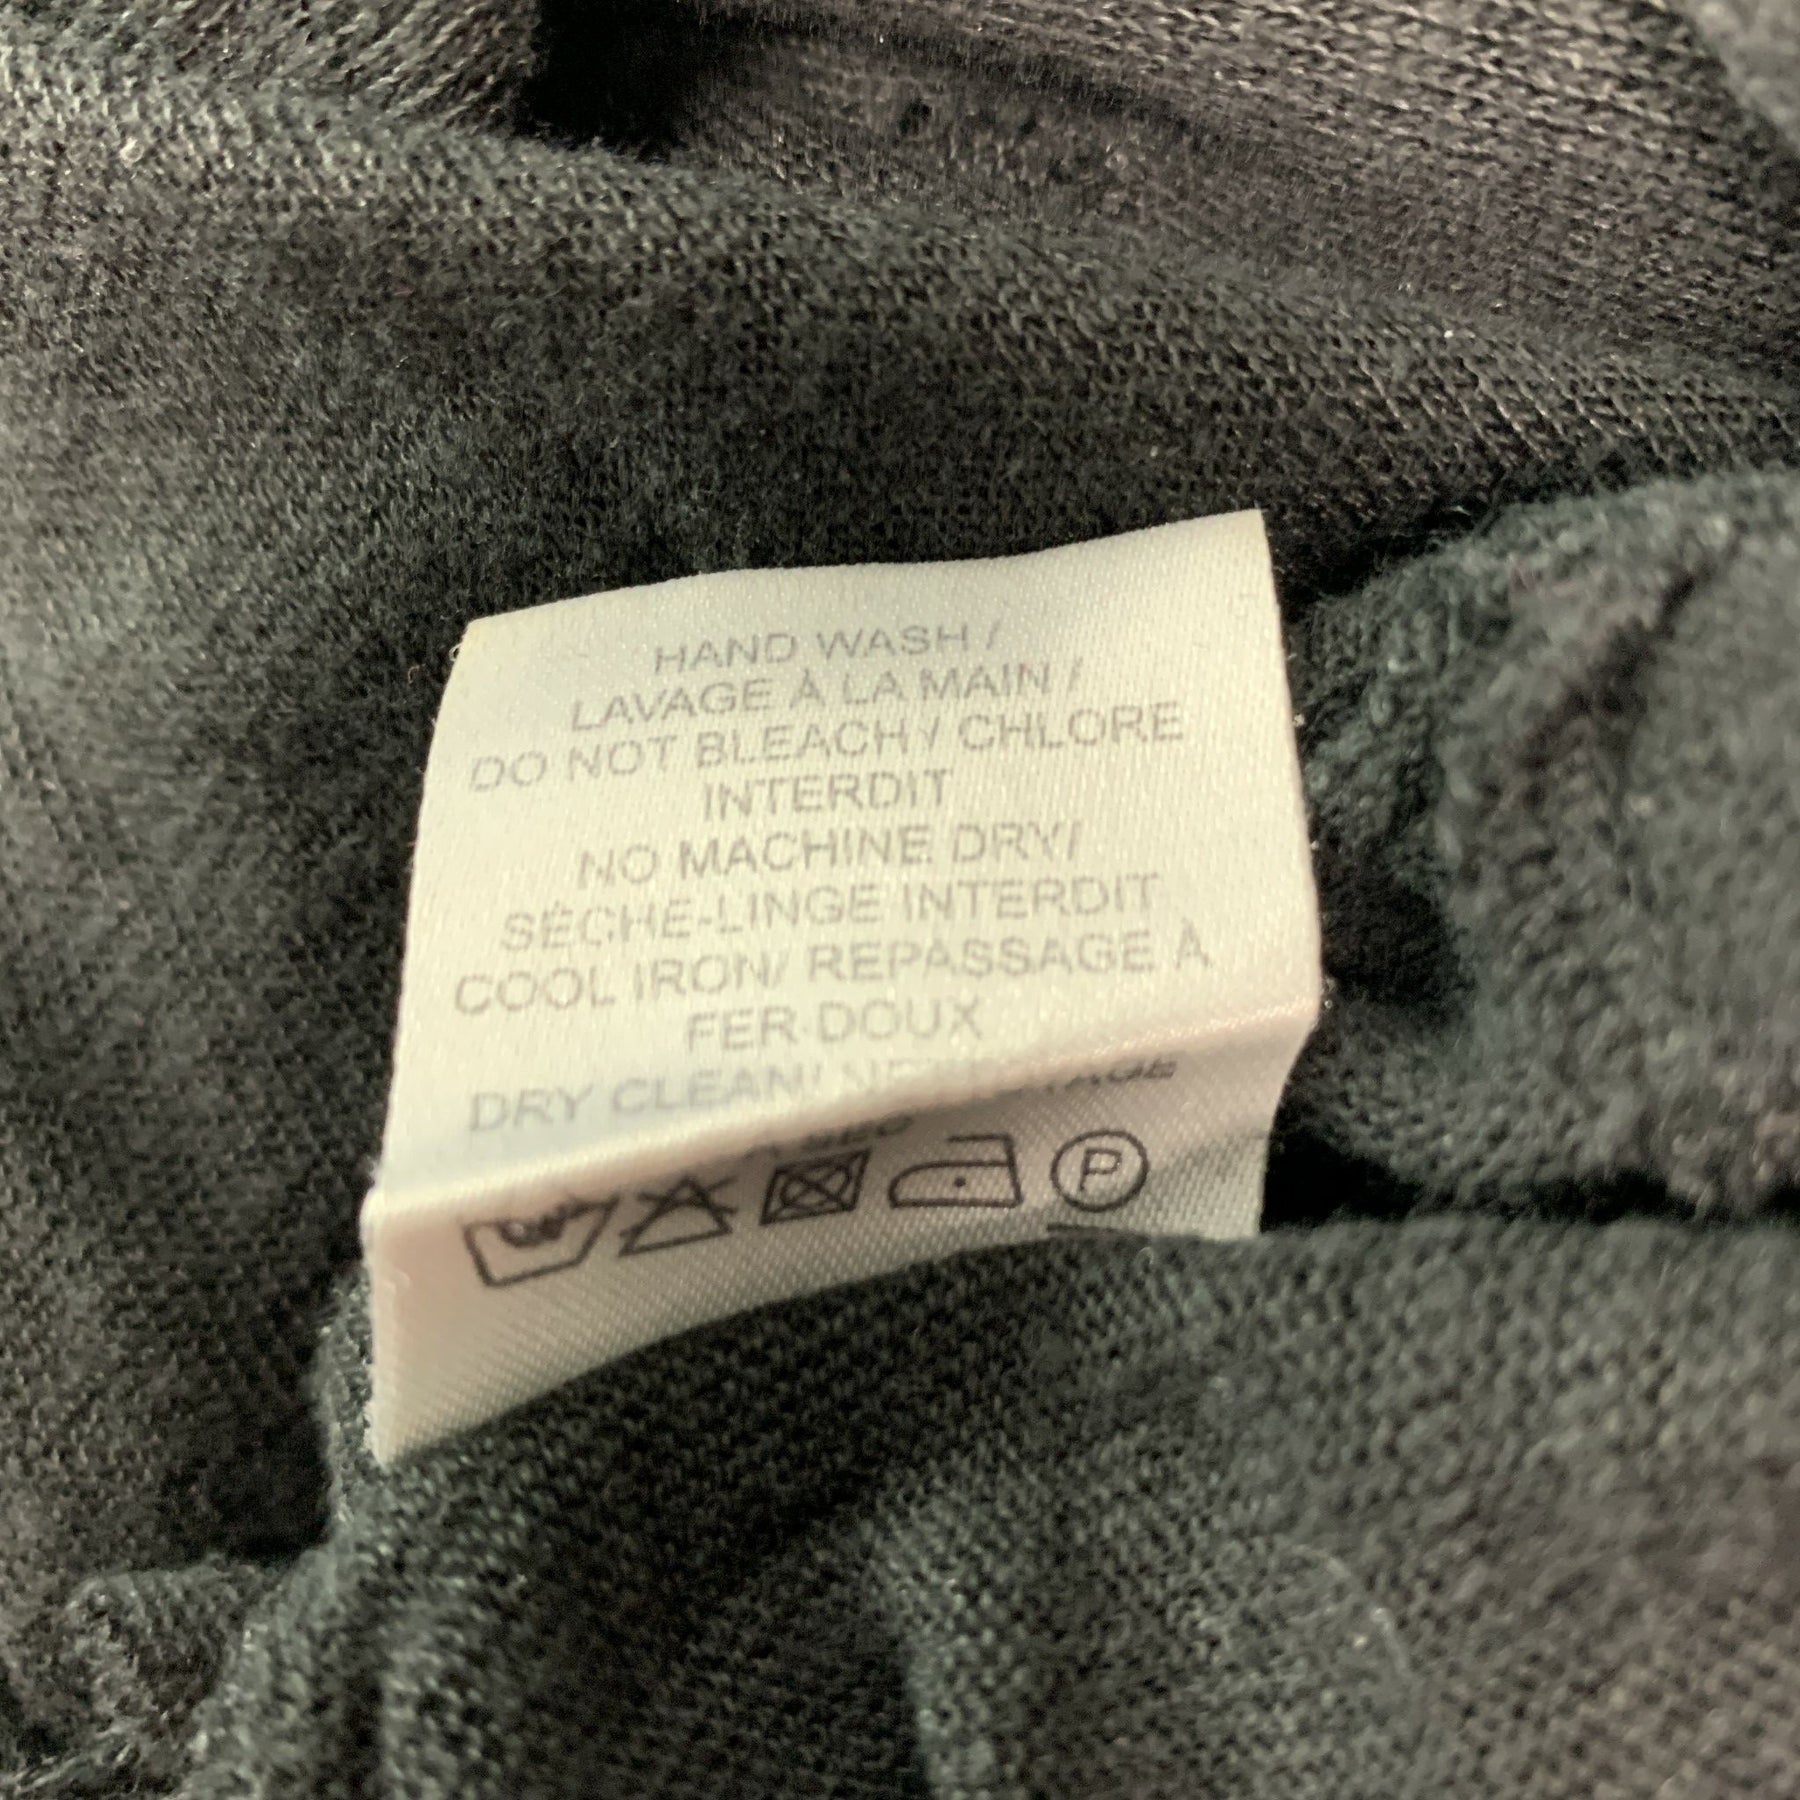 HAND WASH /
LAVAGE À LA MAIN /
DO NOT BLEACH / CHLORE
INTERDIT
NO MACHINE DRY/
SÉCHE-LINGE INTERDIT
COOL IRON/ REPASSAGE À
FER DOUX
DRY CLEAN/
P